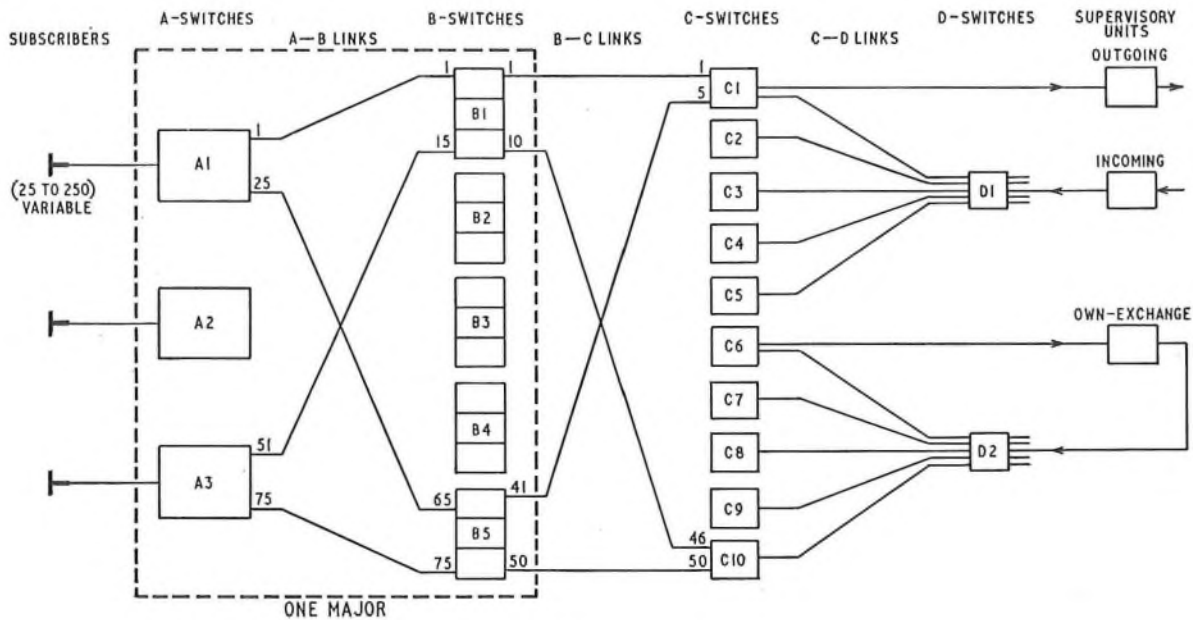 SUBSCRIBERS
A-SWITCHES
A—B LINKS
B-SWITCHES
B—C LINKS
C-SWITCHES
C—D LINKS
D-SWITCHES
SUPERVISORY
UNITS
OUTGOING
INCOMING
OWN-EXCHANGE
(25 TO 250)
VARIABLE
A1
1
25
A2
A3
51
75
1
1
B1
15
10
B2
B3
B4
65
41
B5
75
50
1
5
C1
C2
C3
C4
C5
C6
C7
C8
C9
46
50
C10
D1
D2
ONE MAJOR